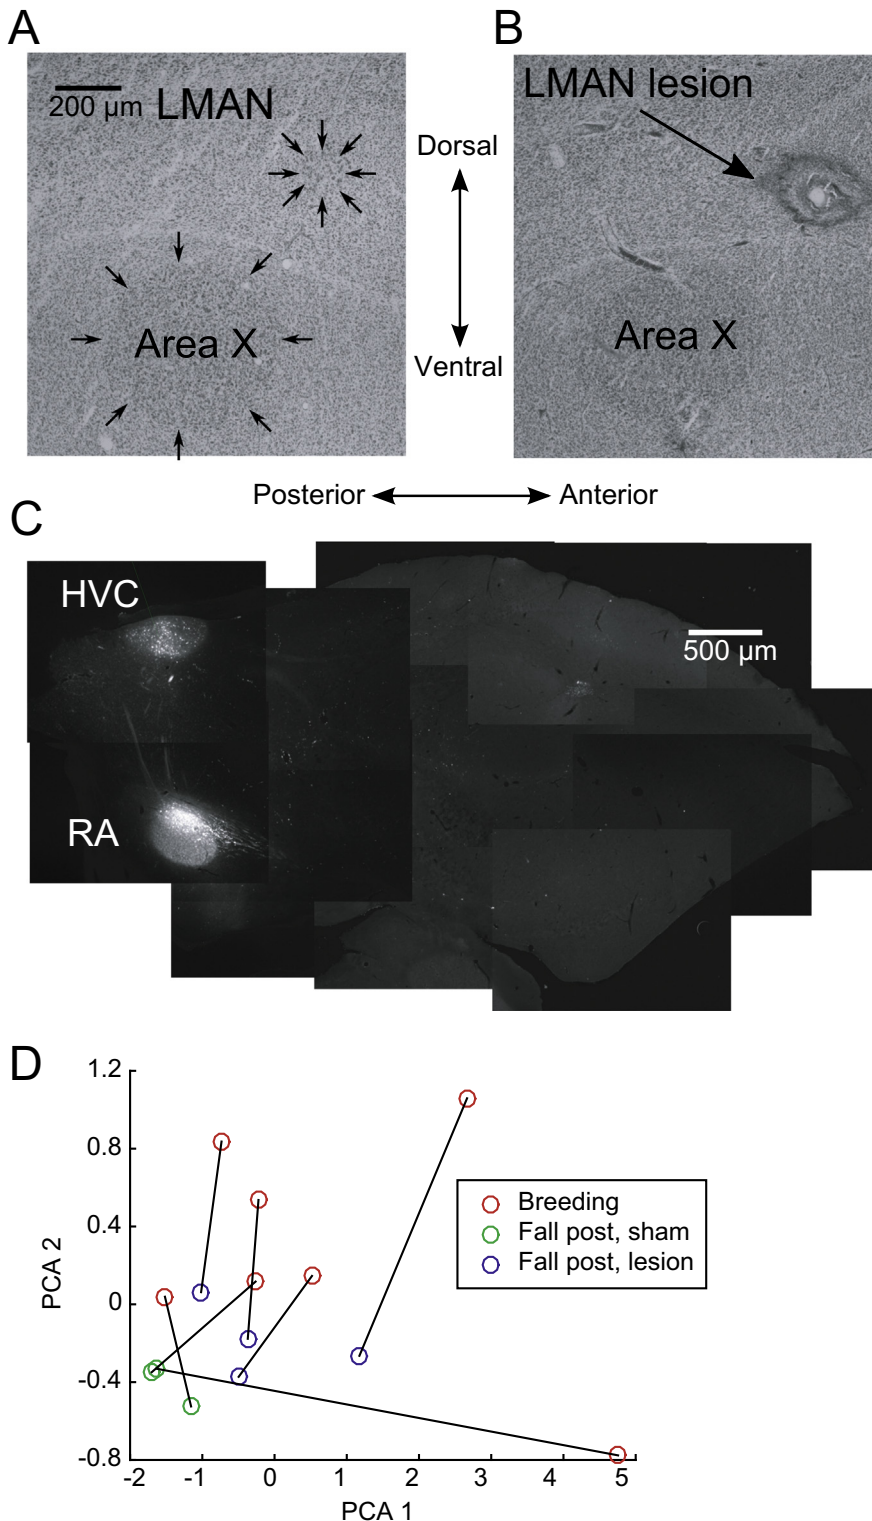 A
B
LMAN
200 µm
LMAN lesion
Dorsal
Area X
Area X
Ventral
Posterior
Anterior
C
HVC
500 µm
RA
D
1.2
0.8
0.4
0
-0.4
-0.8
PCA 2
Breeding
Fall post, sham
Fall post, lesion
-2 -1 0 1 2 3 4 5
PCA 1